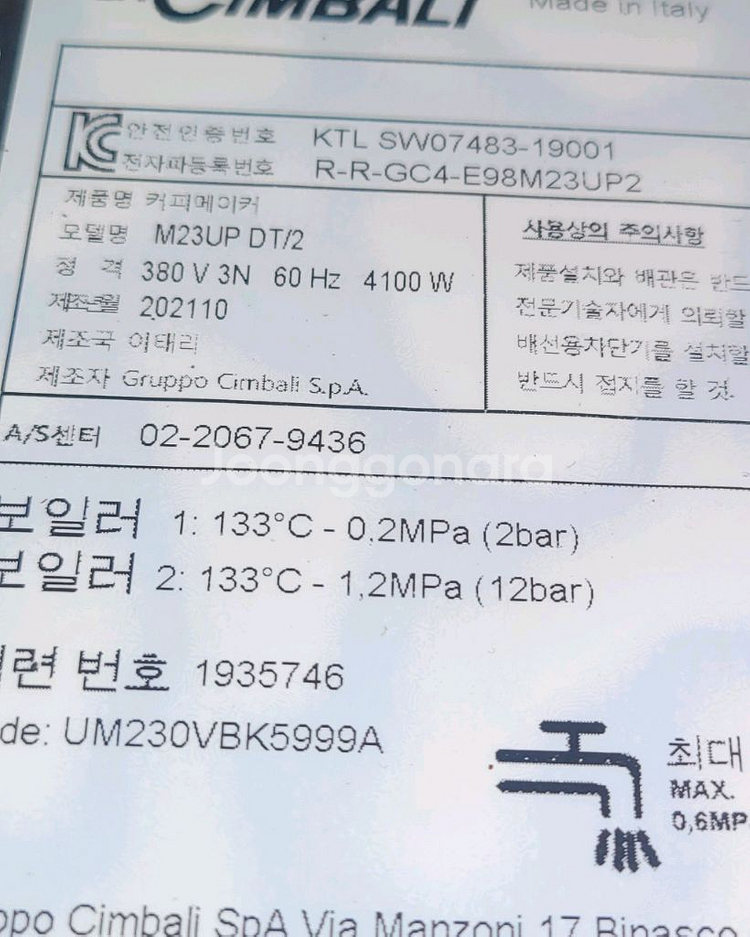 CIMBALI
Made in Italy
안전인증번호 KTL SW07483-19001
전자파등록번호 R-R-GC4-E98M23UP2
제품명 커피메이커
모델명 M23UP DT/2
정 격 380 V 3N 60 Hz 4100 W
제조년월 202110
제조국 이태리
제조자 Gruppo Cimbali S.p.A.
사용상의 주의사항
제품설치와 배관은 반드
전문기술자에게 의뢰할
배선용차단기를 설치할
반드시 접지를 할 것.
A/S센터 02-2067-9436
Joonggonara
보일러 1: 133°C - 0,2MPa (2bar)
보일러 2: 133°C - 1,2MPa (12bar)
련 번호 1935746
de: UM230VBK5999A
최대
MAX.
0,6MP
ppo Cimbali SpA Via Manzoni 17 Binasco